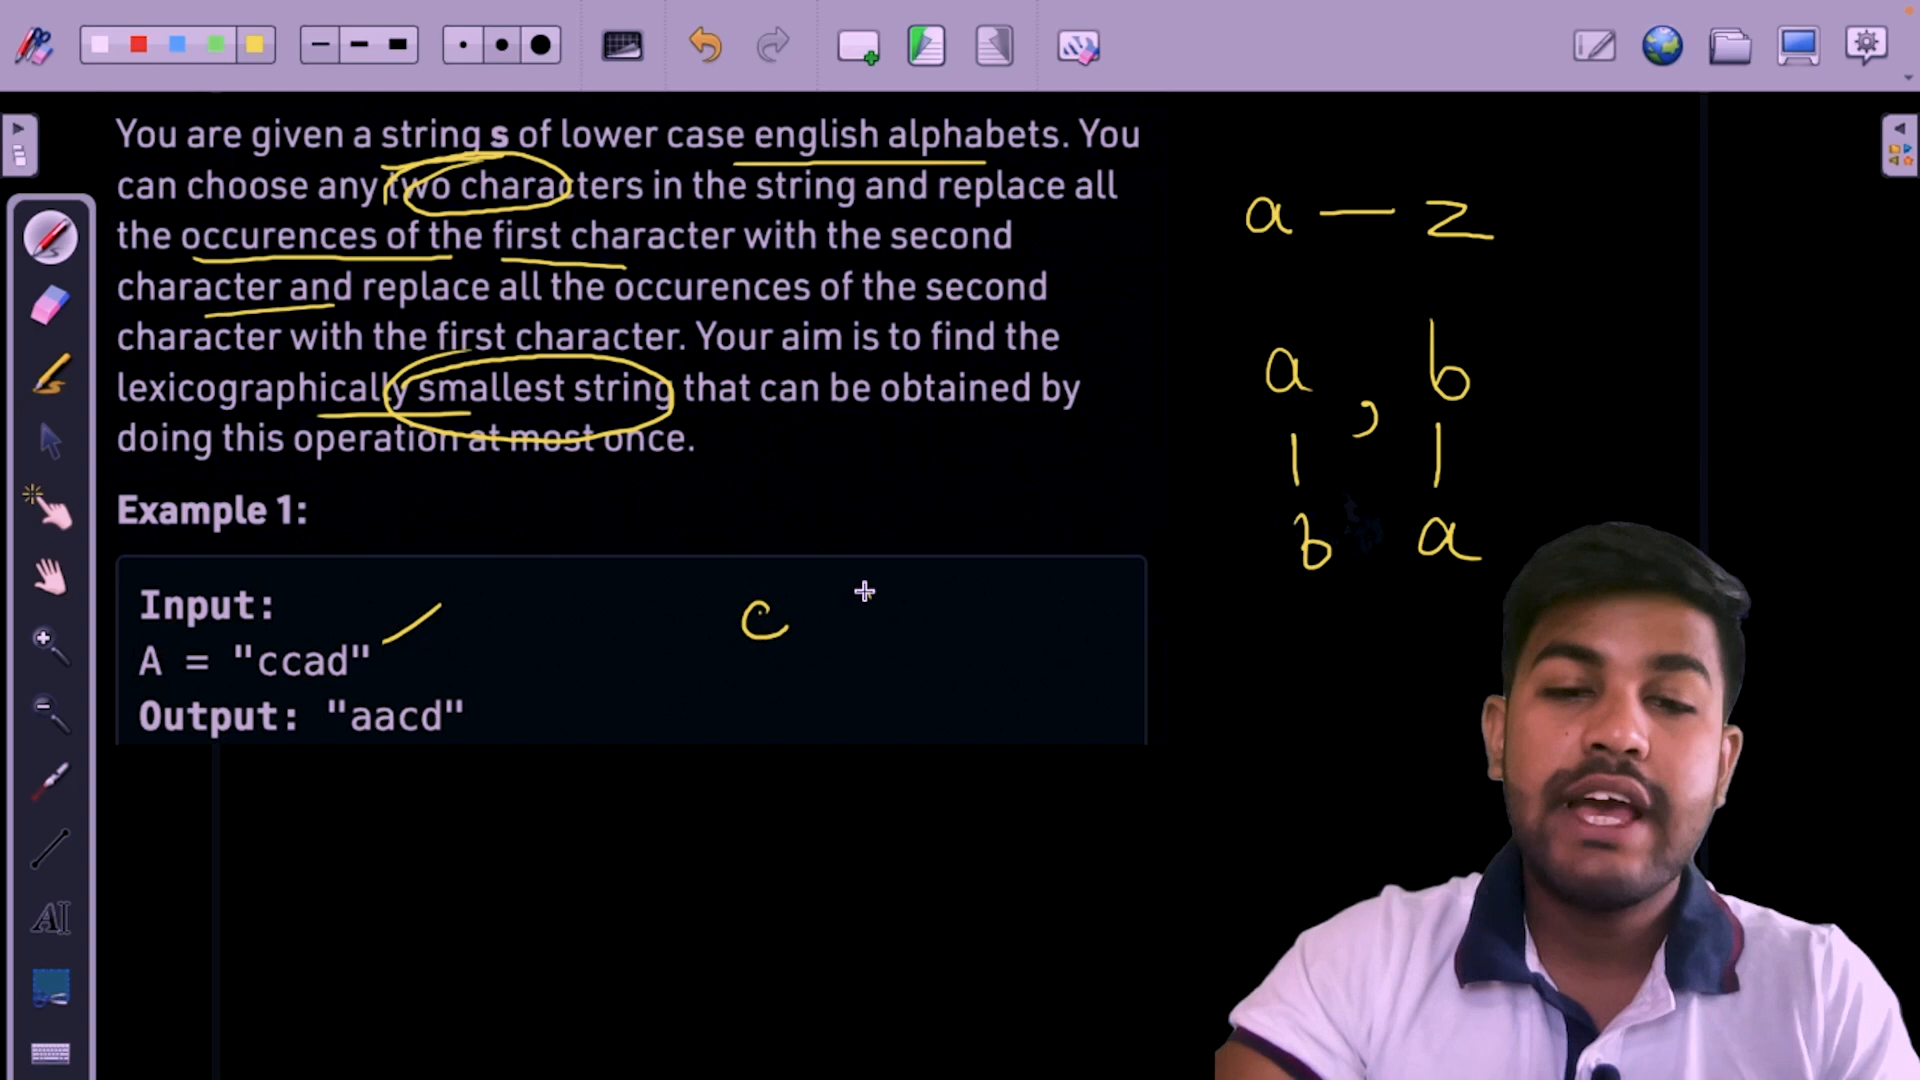 You are given a string s of lower case english alphabets. You
can choose any two characters in the string and replace all
the occurences of the first character with the second
character and replace all the occurences of the second
character with the first character. Your aim is to find the
lexicographically smallest string that can be obtained by
doing this operation at most once.
Example 1:
Input:
A = "ccad"
Output: "aacd"
c
a — z
a , b
b a
AI